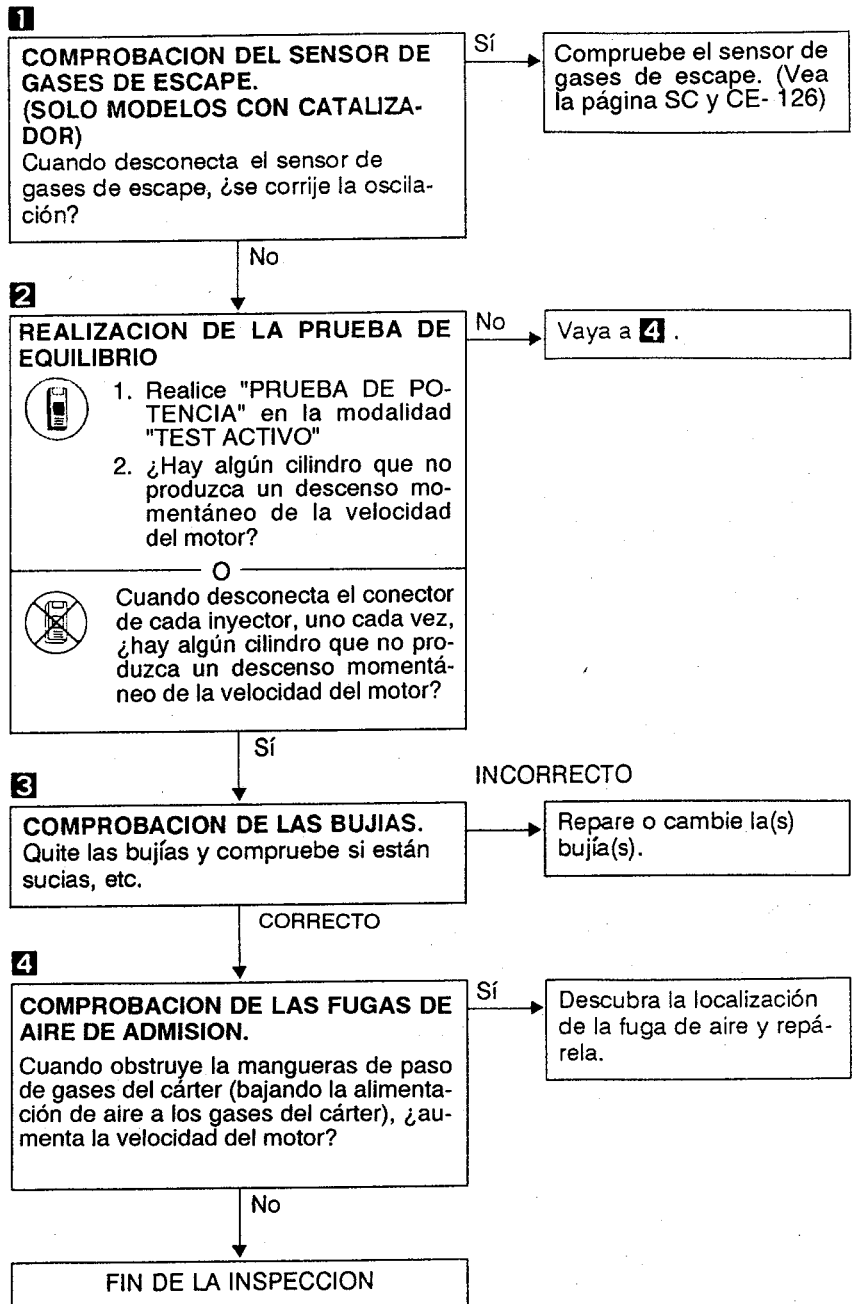 1
COMPROBACION DEL SENSOR DE
GASES DE ESCAPE.
(SOLO MODELOS CON CATALIZA-
DOR)
Cuando desconecta el sensor de
gases de escape, ¿se corrije la oscila-
ción?
Sí
Compruebe el sensor de
gases de escape. (Vea
la página SC y CE- 126)
No
2
REALIZACION DE LA PRUEBA DE
EQUILIBRIO
1. Realice "PRUEBA DE PO-
TENCIA" en la modalidad
"TEST ACTIVO"
2. ¿Hay algún cilindro que no
produzca un descenso mo-
mentáneo de la velocidad
del motor?
O
Cuando desconecta el conector
de cada inyector, uno cada vez,
¿hay algún cilindro que no pro-
duzca un descenso momentá-
neo de la velocidad del motor?
No
Vaya a 4 .
Sí
3
COMPROBACION DE LAS BUJIAS.
Quite las bujías y compruebe si están
sucias, etc.
INCORRECTO
Repare o cambie la(s)
bujía(s).
CORRECTO
4
COMPROBACION DE LAS FUGAS DE
AIRE DE ADMISION.
Cuando obstruye la mangueras de paso
de gases del cárter (bajando la alimenta-
ción de aire a los gases del cárter), ¿au-
menta la velocidad del motor?
Sí
Descubra la localización
de la fuga de aire y repá-
rela.
No
FIN DE LA INSPECCION